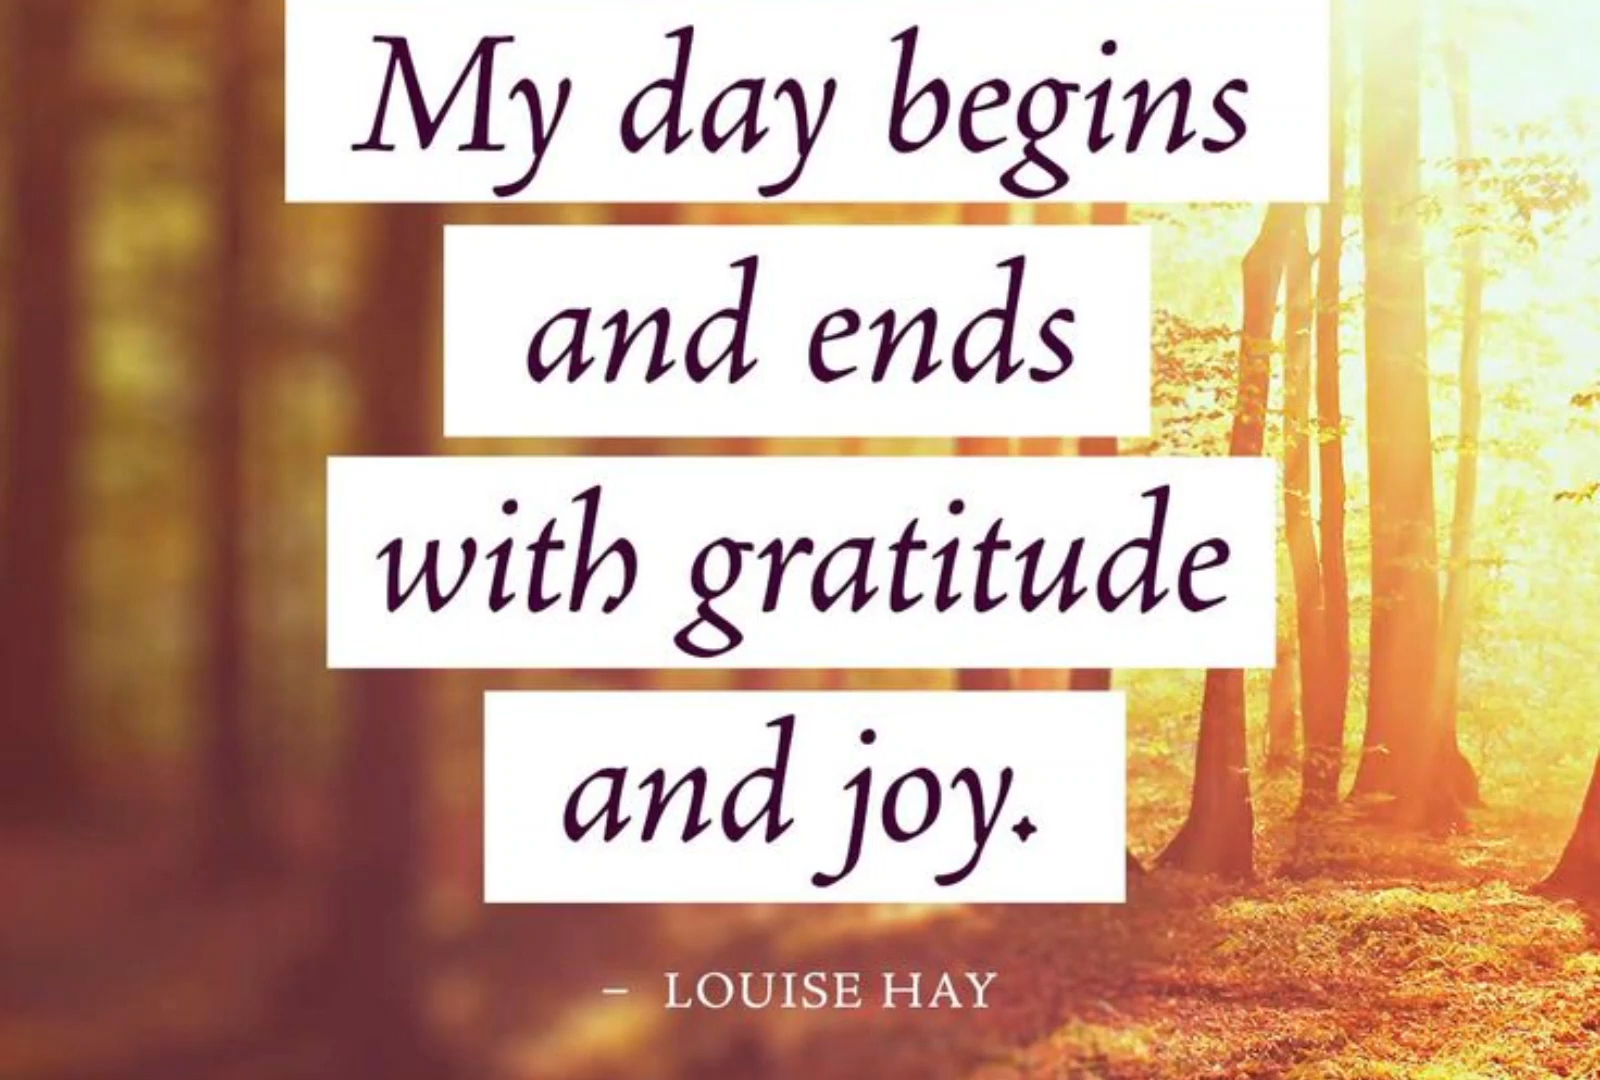 My day begins
and ends
with gratitude
and joy.
– LOUISE HAY